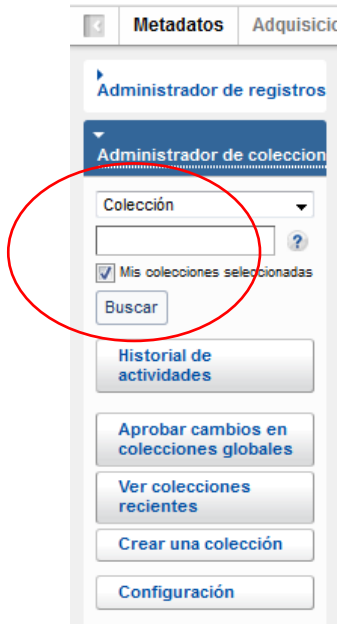 Metadatos Adquisicio
Administrador de registros
Administrador de coleccion
Colección
?
Mis colecciones seleccionadas
Buscar
Historial de
actividades
Aprobar cambios en
colecciones globales
Ver colecciones
recientes
Crear una colección
Configuración